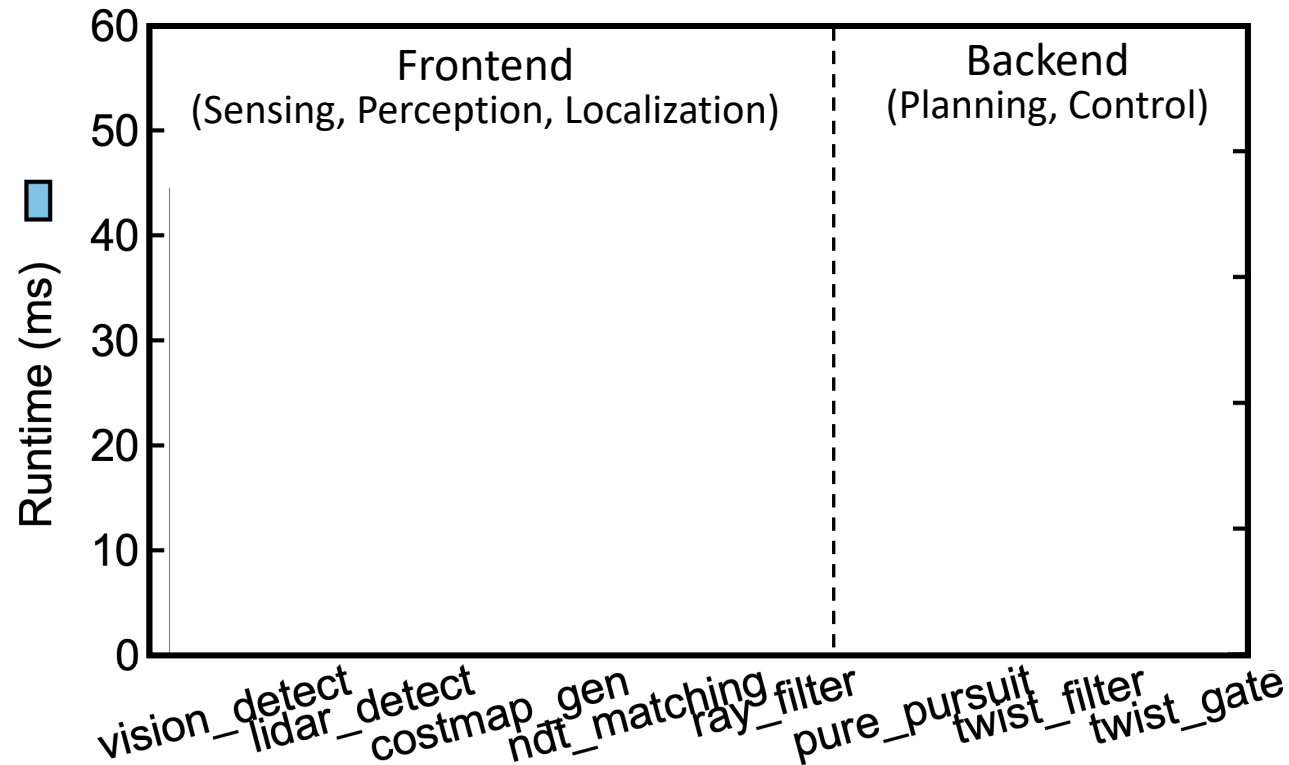 60
50
40
30
20
10
0
Runtime (ms)
Frontend
(Sensing, Perception, Localization)
Backend
(Planning, Control)
vision_detect
lidar_detect
costmap_gen
ndt_matching
ray_filter
pure_pursuit
twist_filter
twist_gate